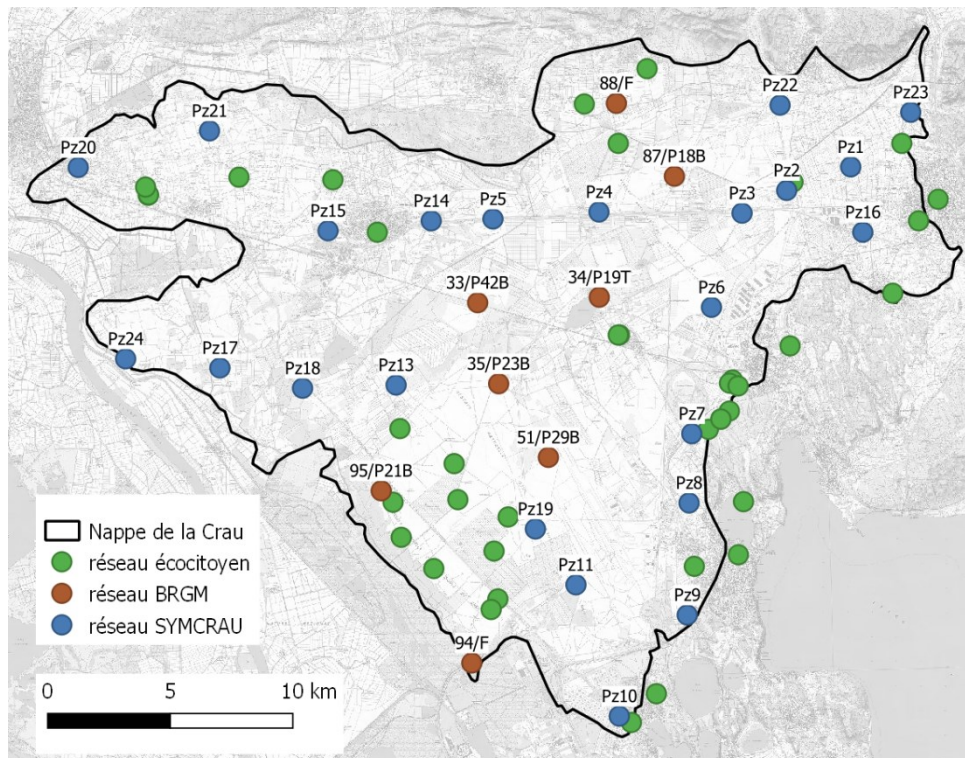 88/F
Pz22
Pz23
Pz21
Pz20
87/P18B
Pz1
Pz2
Pz15
Pz14
Pz5
Pz4
Pz3
Pz16
33/P42B
34/P19T
Pz6
Pz24
Pz17
Pz18
Pz13
35/P23B
Pz7
51/P29B
95/P21B
Pz8
Pz19
Pz11
Pz9
94/F
Pz10
Nappe de la Crau
réseau écocitoyen
réseau BRGM
réseau SYMCRAU
0 5 10 km